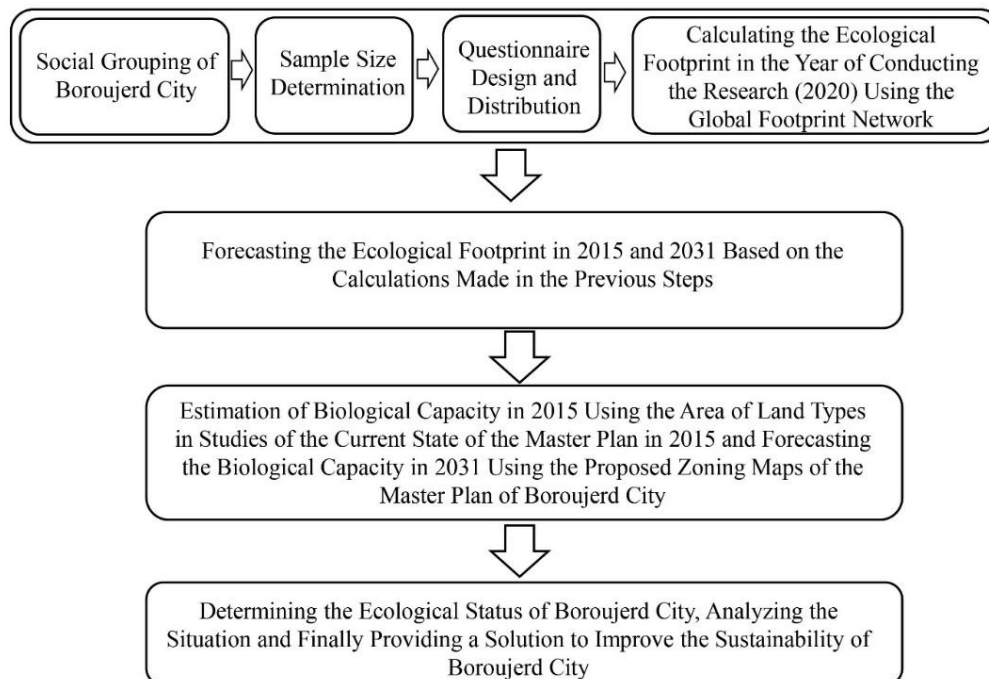 Social Grouping of
Boroujerd City
Sample Size
Determination
Questionnaire
Design and
Distribution
Calculating the Ecological
Footprint in the Year of Conducting
the Research (2020) Using the
Global Footprint Network
Forecasting the Ecological Footprint in 2015 and 2031 Based on the
Calculations Made in the Previous Steps
Estimation of Biological Capacity in 2015 Using the Area of Land Types
in Studies of the Current State of the Master Plan in 2015 and Forecasting
the Biological Capacity in 2031 Using the Proposed Zoning Maps of the
Master Plan of Boroujerd City
Determining the Ecological Status of Boroujerd City, Analyzing the
Situation and Finally Providing a Solution to Improve the Sustainability of
Boroujerd City